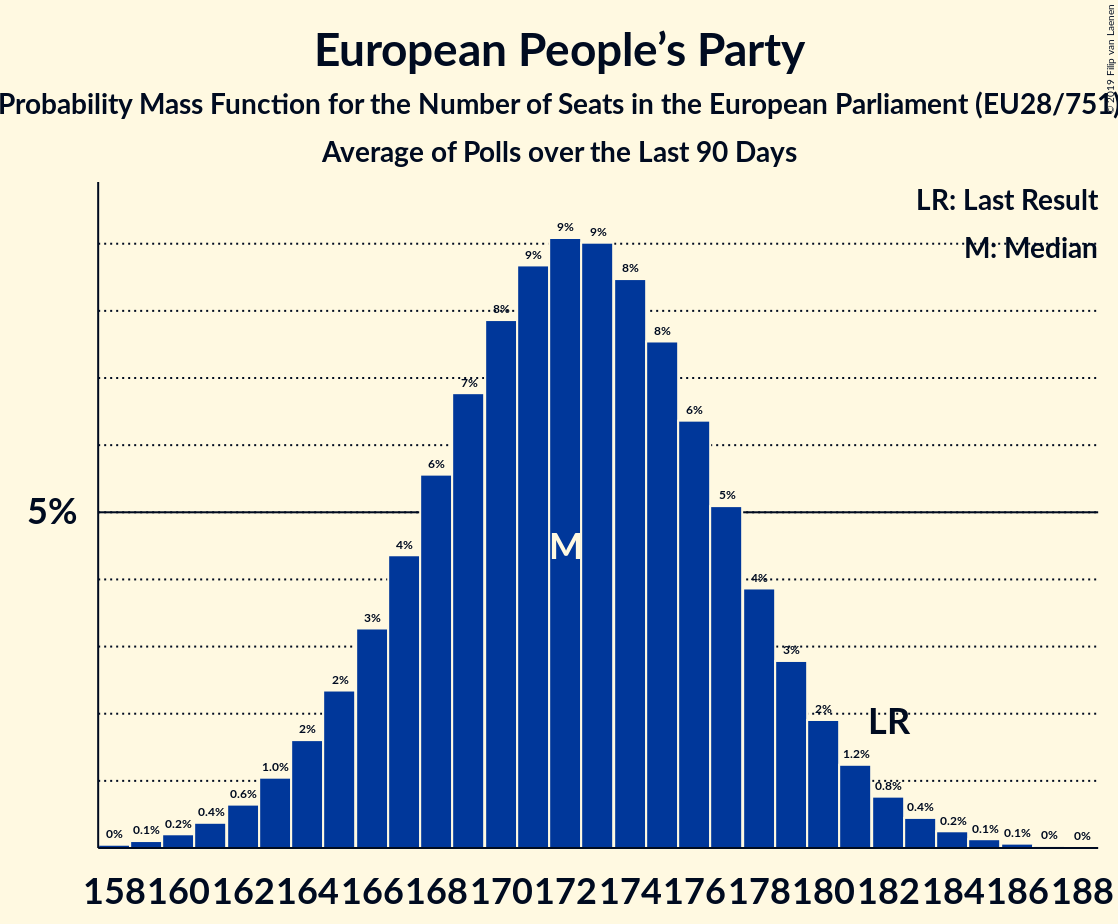 European People’s Party
Probability Mass Function for the Number of Seats in the European Parliament (EU28/751)
Average of Polls over the Last 90 Days
© 2019 Filip van Laenen
LR: Last Result
M: Median
5%
0% 0.1% 0.2% 0.4% 0.6% 1.0% 2% 2% 3% 4% 6% 7% 8% 9% 9% 9% 8% 8% 6% 5% 4% 3% 2% 1.2% 0.8% 0.4% 0.2% 0.1% 0.1% 0% 0%
M
LR
158 160 162 164 166 168 170 172 174 176 178 180 182 184 186 188